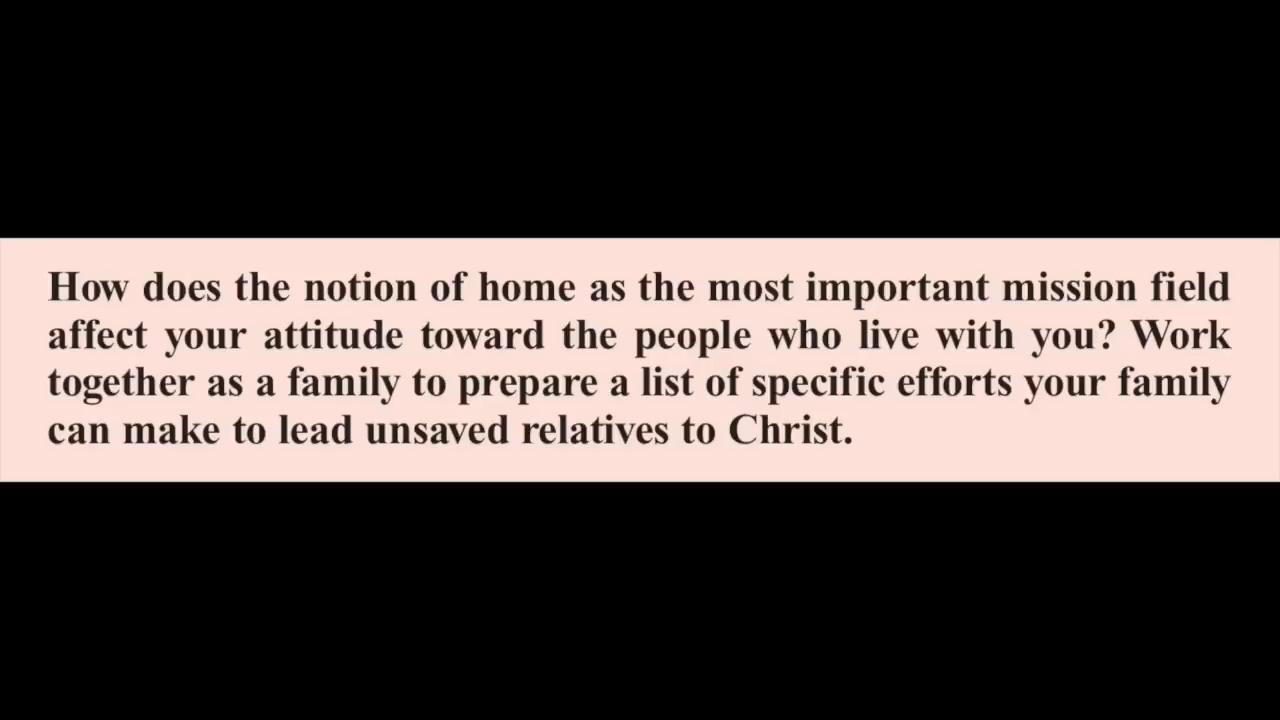 How does the notion of home as the most important mission field
affect your attitude toward the people who live with you? Work
together as a family to prepare a list of specific efforts your family
can make to lead unsaved relatives to Christ.